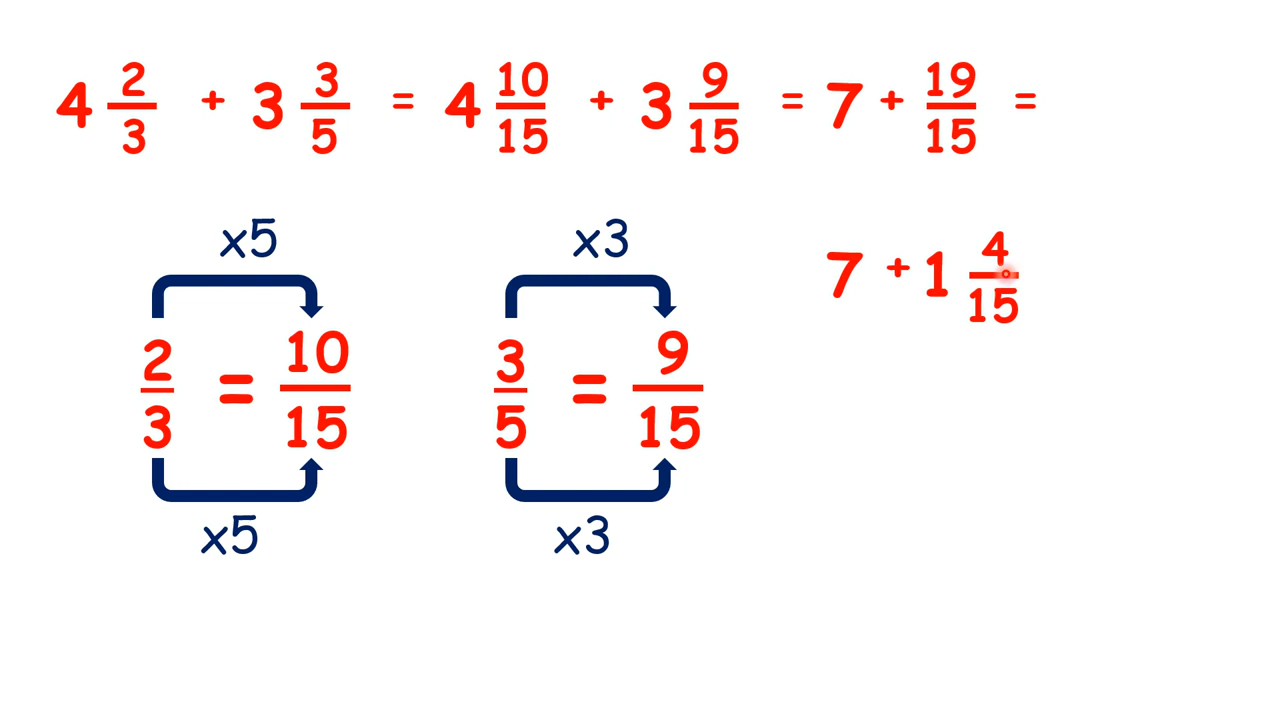 4 2/3 + 3 3/5 = 4 10/15 + 3 9/15 = 7 + 19/15 =
7 + 1 4/15
x5 x3
2/3 = 10/15 3/5 = 9/15
x5 x3